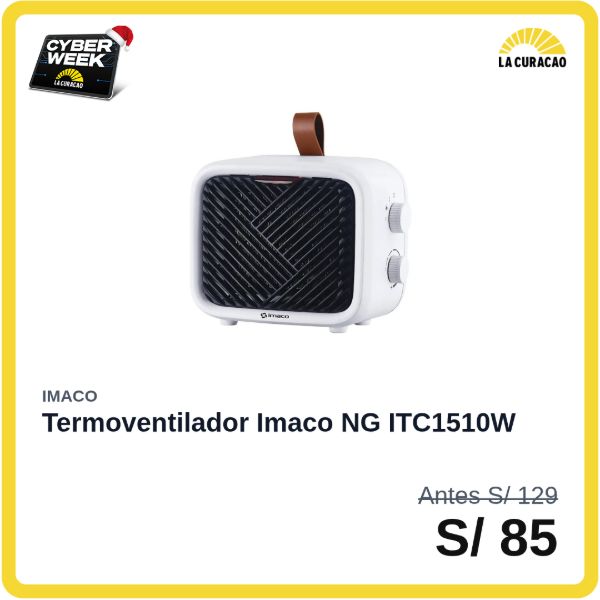 CYBER
WEEK
LA CURACAO
LA CURACAO
imaco
IMACO
Termoventilador Imaco NG ITC1510W
Antes S/ 129
S/ 85